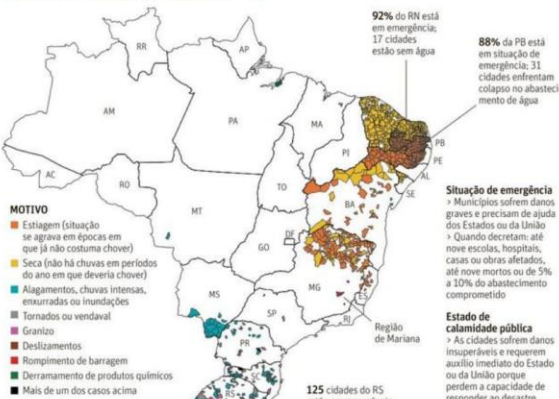 92% do RN está
em emergência;
17 cidades
estão sem água
88% da PB está
em situação de
emergência; 31
cidades enfrentam
colapso no abasteci
mento de água
RR
AP
AM
PA
MA
PI
PB
PE
AL
SE
AC
RO
TO
BA
MT
GO
DF
MG
ES
MS
SP
RJ
PR
SC
RS
Região
de Mariana
MOTIVO
Estiagem (situação
se agrava em épocas em
que já não costuma chover)
Seca (não há chuvas em períodos
do ano em que deveria chover)
Alagamentos, chuvas intensas,
enxurradas ou inundações
Tornados ou vendaval
Granizo
Deslizamentos
Rompimento de barragem
Derramamento de produtos químicos
Mais de um dos casos acima
Situação de emergência
> Municípios sofrem danos
graves e precisam de ajuda
dos Estados ou da União
> Quando decretam: até
nove escolas, hospitais,
casas ou obras afetados,
até nove mortos ou de 5%
a 10% do abastecimento
comprometido
Estado de
calamidade pública
> As cidades sofrem danos
insuperáveis e requerem
auxílio imediato do Estado
ou da União porque
perdem a capacidade de
responder ao desastre
125 cidades do RS